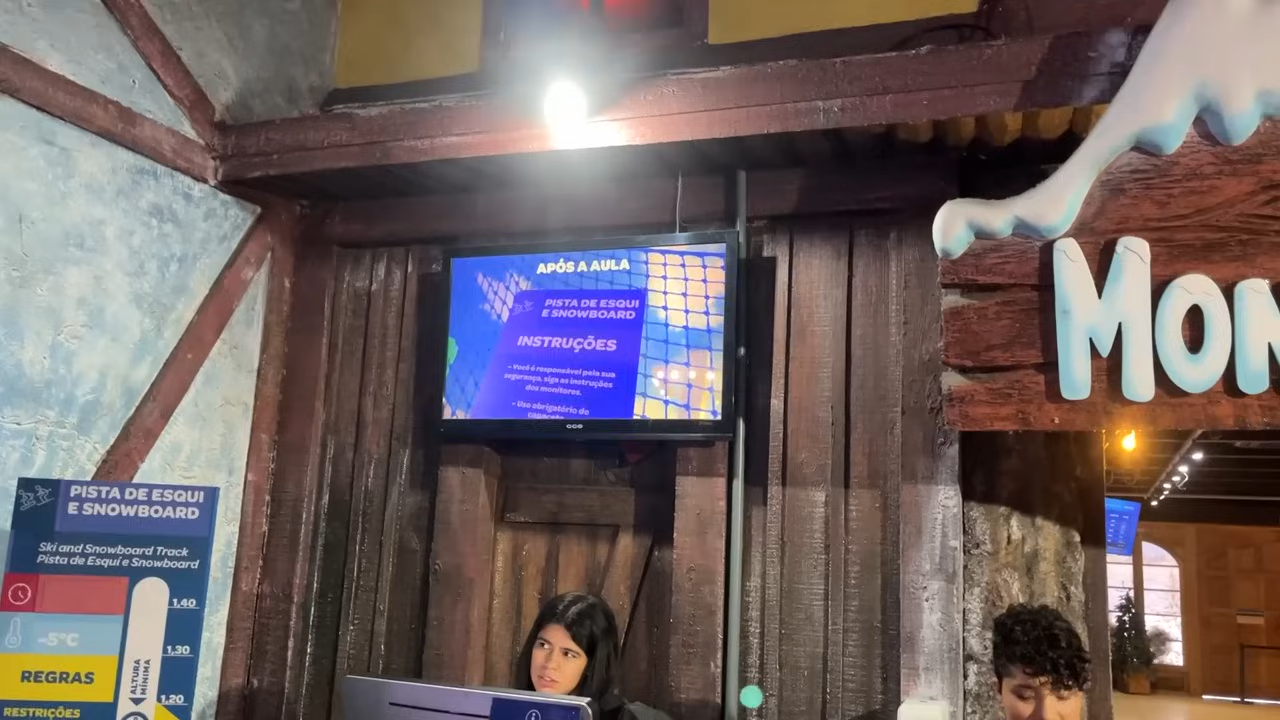 APÓS A AULA
PISTA DE ESQUI
E SNOWBOARD
INSTRUÇÕES
- Você é responsável pela sua
segurança, siga as instruções
dos monitores.
- Uso obrigatório de
capacete
MON
PISTA DE ESQUI
E SNOWBOARD
Ski and Snowboard Track
Pista de Esquí e Snowboard
1,40
-5°C
1,30
ALTURA
MÍNIMA
REGRAS
1,20
RESTRIÇÕES